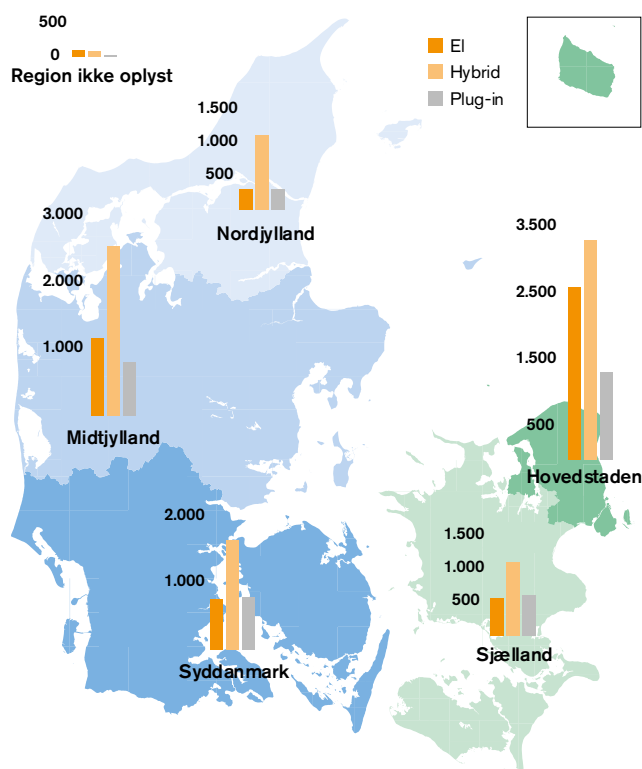 500
0
Region ikke oplyst
El
Hybrid
Plug-in
1.500
1.000
500
Nordjylland
3.000
2.000
1.000
Midtjylland
3.500
2.500
1.500
500
Hovedstaden
2.000
1.000
Syddanmark
1.500
1.000
500
Sjælland